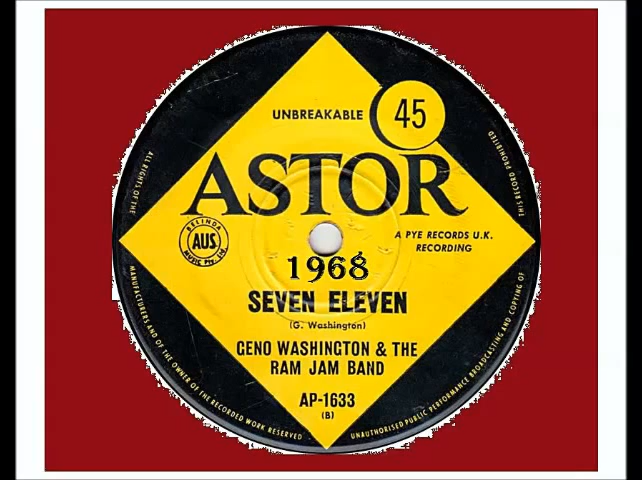 UNBREAKABLE
45
ASTOR
A PYE RECORDS U.K.
RECORDING
BELINDA
AUS
MUSIC Pty. Ltd.
1968
SEVEN ELEVEN
(G. Washington)
GENO WASHINGTON & THE
RAM JAM BAND
AP-1633
(B)
ALL RIGHTS OF THE
MANUFACTURERS AND OF THE OWNER OF THE RECORDED WORK RESERVED
UNAUTHORISED PUBLIC PERFORMANCE BROADCASTING AND COPYING OF
THIS RECORD PROHIBITED